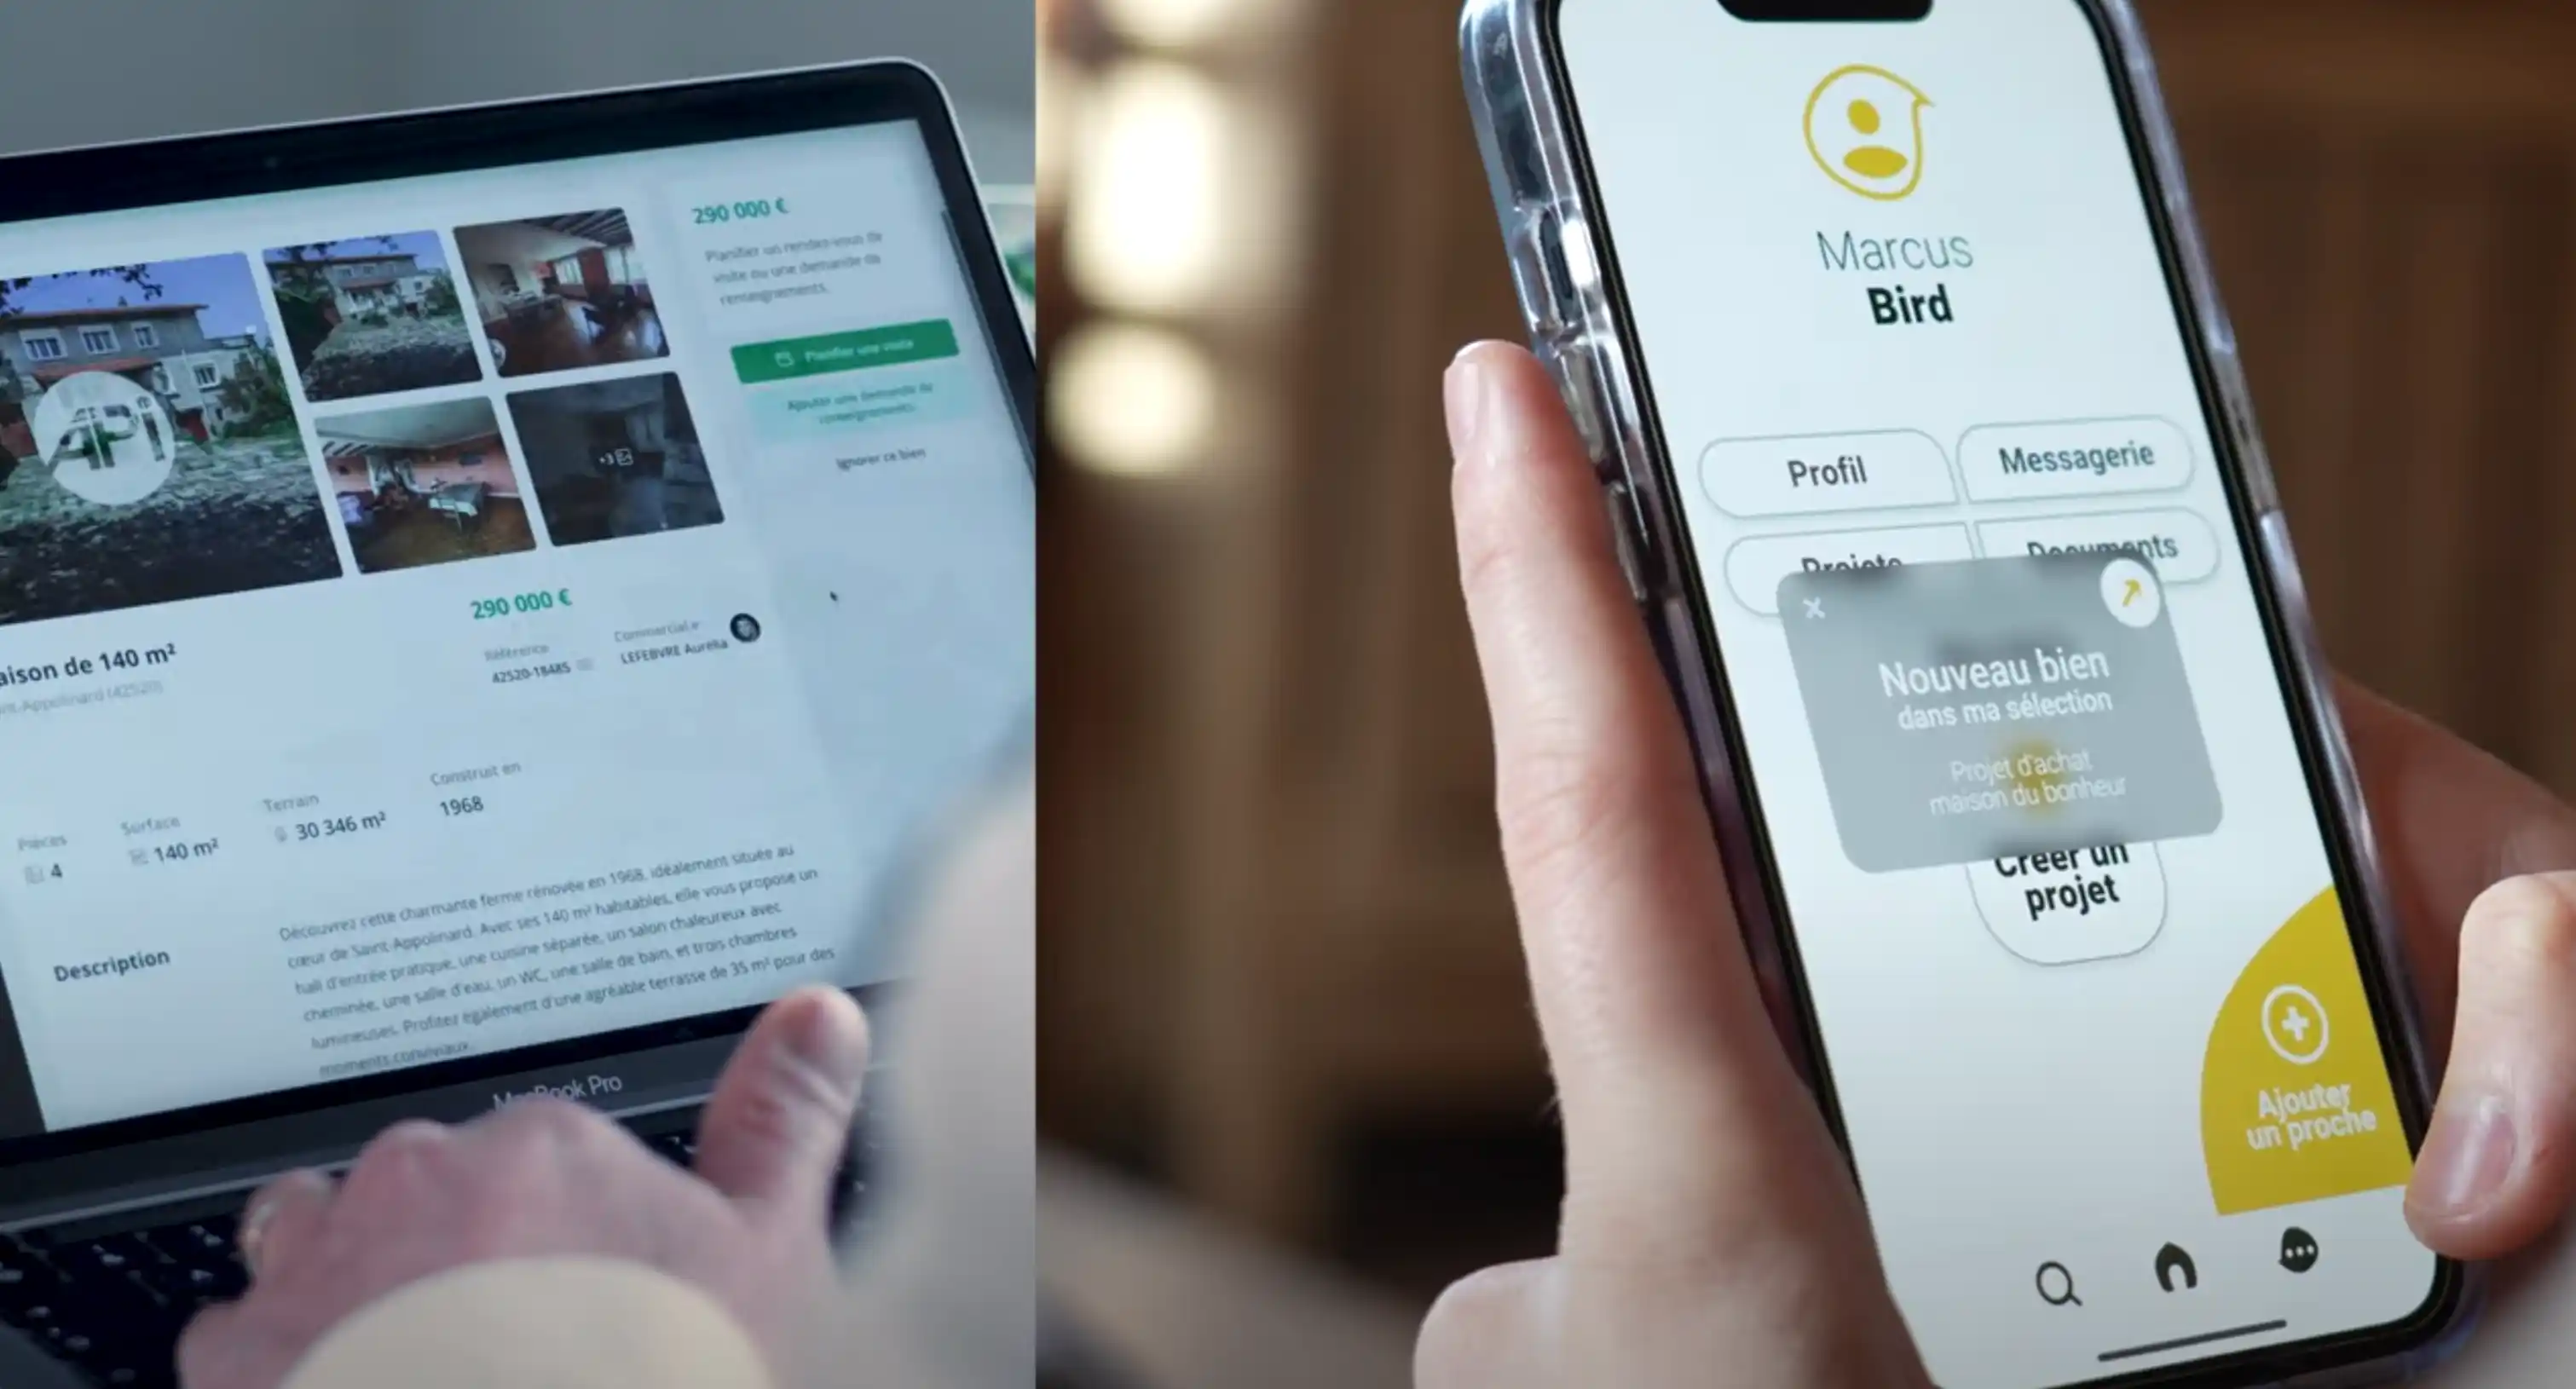 290 000 €
Planifier un rendez-vous de
visite ou une demande de
renseignements.
Planifier une visite
Ajouter une demande de
renseignements
Ignorer ce bien
API
+3
290 000 €
aison de 140 m²
nt-Appolinard (42520)
Référence
42520-18485
Commercial.e
LEFEBVRE Aurélia
Pièces
4
Surface
140 m²
Terrain
30 346 m²
Construit en
1968
Description
Découvrez cette charmante ferme rénovée en 1968, idéalement située au
cœur de Saint-Appolinard. Avec ses 140 m² habitables, elle vous propose un
hall d'entrée pratique, une cuisine séparée, un salon chaleureux avec
cheminée, une salle d'eau, un WC, une salle de bain, et trois chambres
lumineuses. Profitez également d'une agréable terrasse de 35 m² pour des
moments conviviaux.
MacBook Pro
Marcus
Bird
Profil
Messagerie
Projets
Documents
Nouveau bien
dans ma sélection
Projet d'achat
maison du bonheur
Créer un
projet
Ajouter
un proche